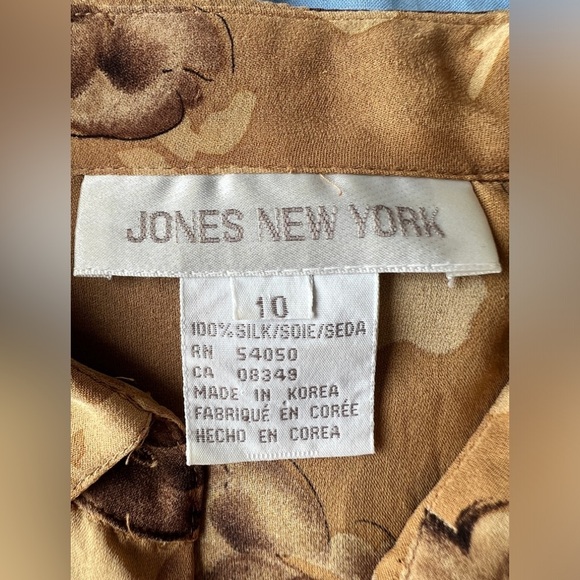 JONES NEW YORK
10
100% SILK/SOIE/SEDA
RN 54050
CA 08349
MADE IN KOREA
FABRIQUÉ EN CORÉE
HECHO EN COREA